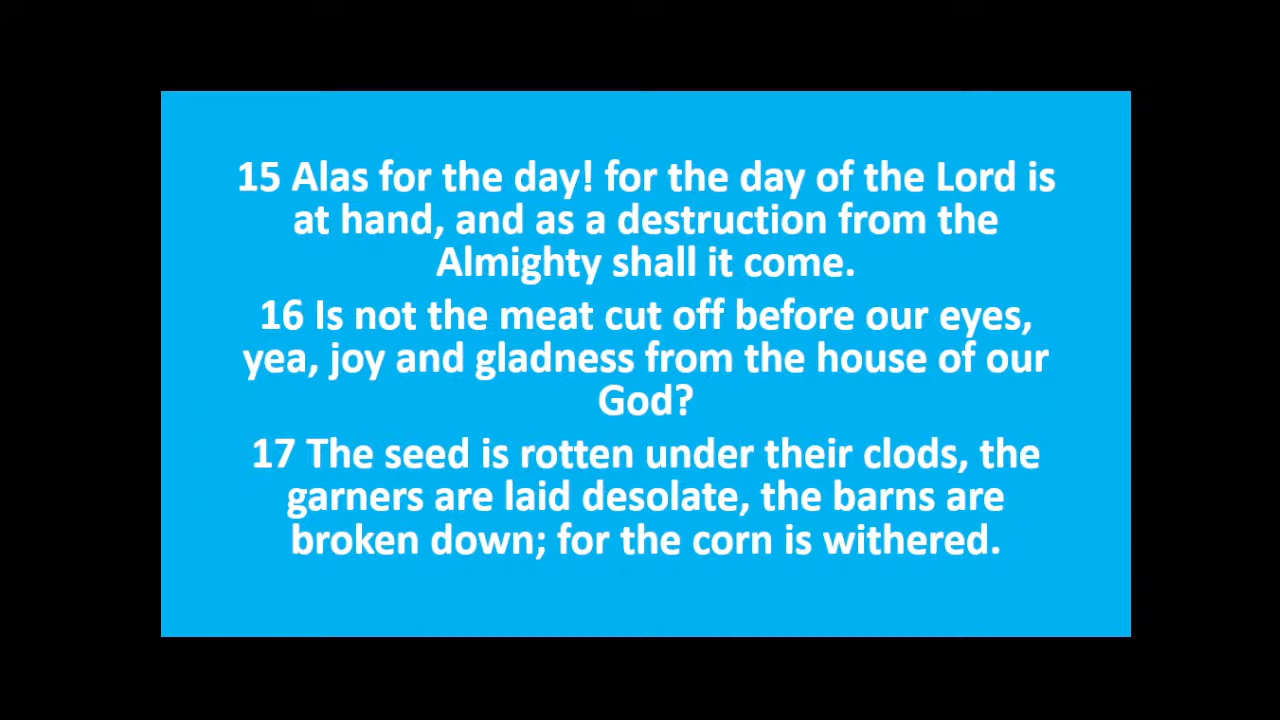 15 Alas for the day! for the day of the Lord is
at hand, and as a destruction from the
Almighty shall it come.
16 Is not the meat cut off before our eyes,
yea, joy and gladness from the house of our
God?
17 The seed is rotten under their clods, the
garners are laid desolate, the barns are
broken down; for the corn is withered.